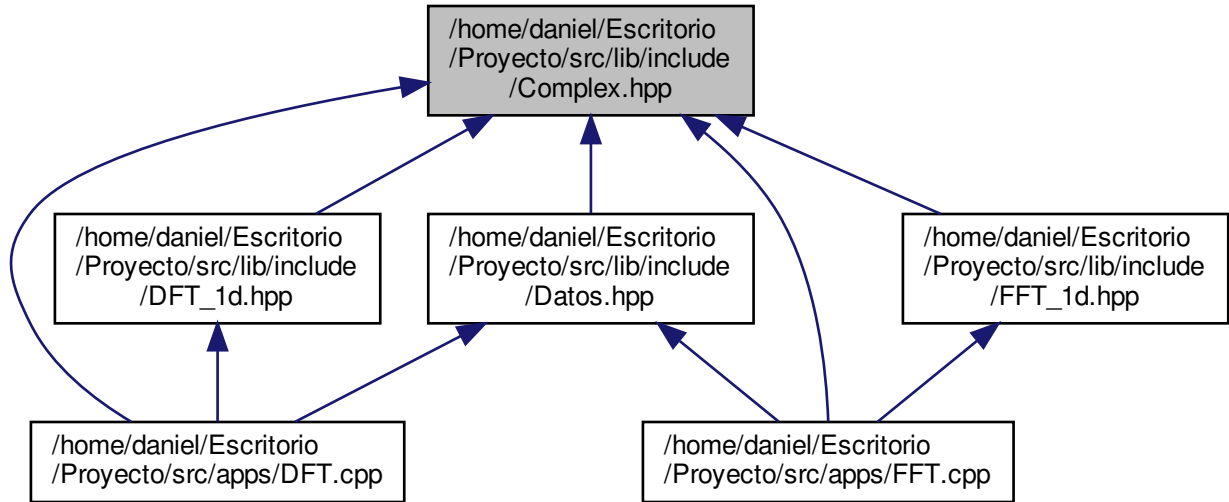 /home/daniel/Escritorio
/Proyecto/src/lib/include
/Complex.hpp
/home/daniel/Escritorio
/Proyecto/src/lib/include
/DFT_1d.hpp
/home/daniel/Escritorio
/Proyecto/src/lib/include
/Datos.hpp
/home/daniel/Escritorio
/Proyecto/src/lib/include
/FFT_1d.hpp
/home/daniel/Escritorio
/Proyecto/src/apps/DFT.cpp
/home/daniel/Escritorio
/Proyecto/src/apps/FFT.cpp